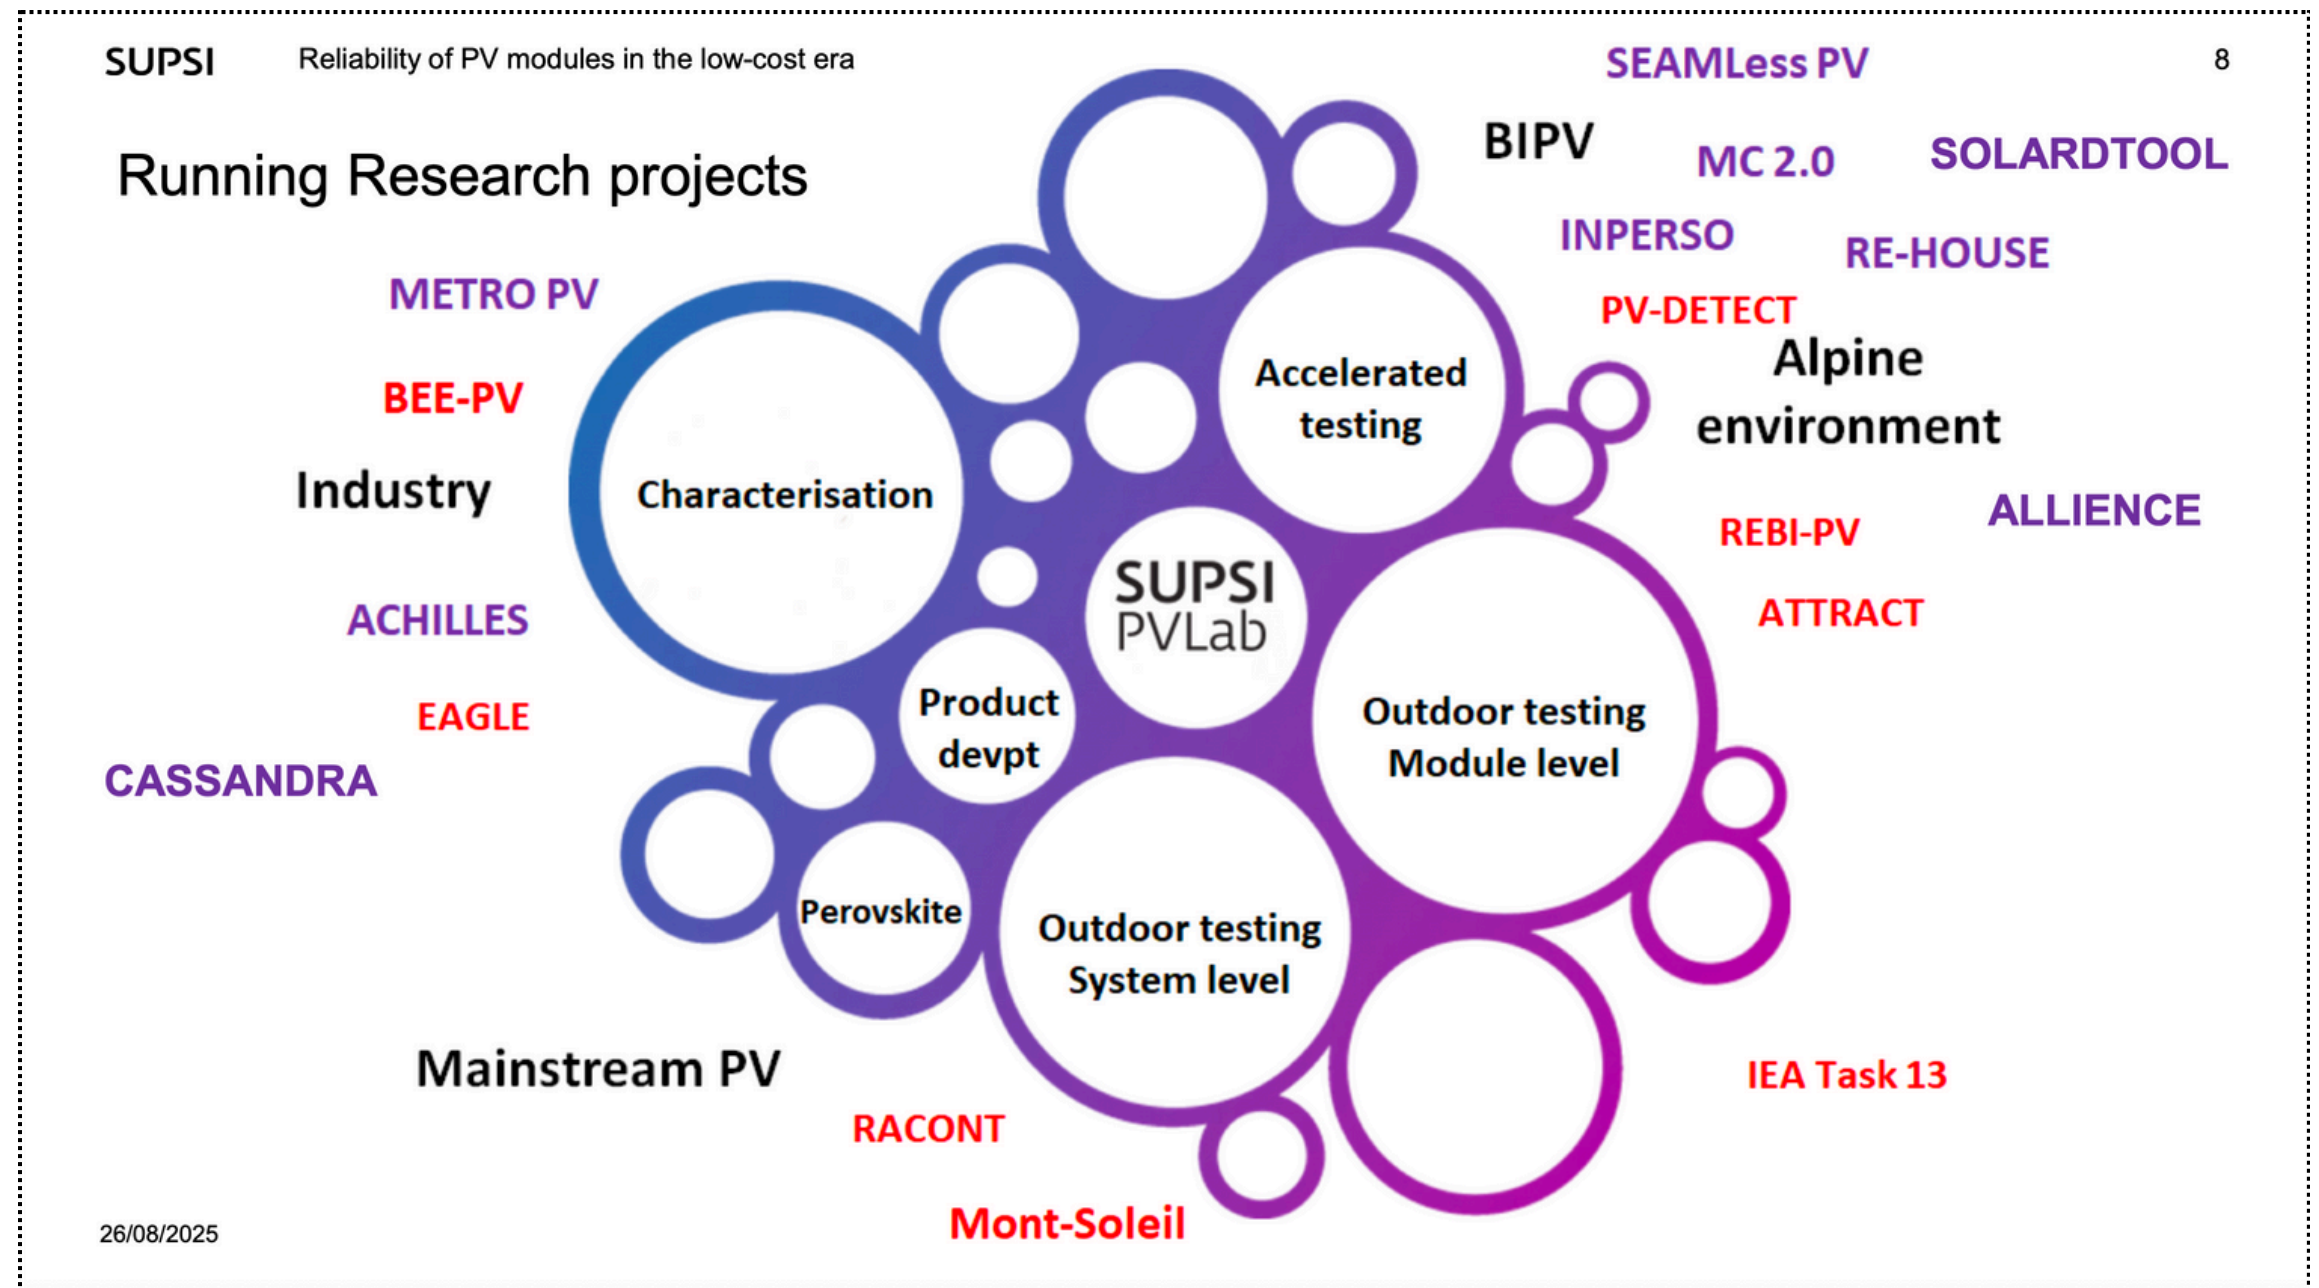 SUPSI
Reliability of PV modules in the low-cost era
8
Running Research projects
SEAMLess PV
BIPV
MC 2.0
SOLARDTOOL
INPERSO
RE-HOUSE
METRO PV
PV-DETECT
BEE-PV
Alpine
environment
Industry
Characterisation
Accelerated
testing
ALLIENCE
REBI-PV
ACHILLES
SUPSI
PVLab
ATTRACT
EAGLE
Product
devpt
Outdoor testing
Module level
CASSANDRA
Perovskite
Outdoor testing
System level
Mainstream PV
IEA Task 13
RACONT
Mont-Soleil
26/08/2025